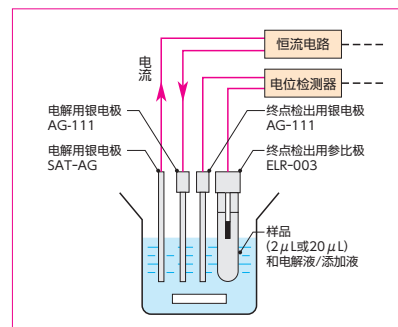 恒流电路
电流
电位检测器
电解用银电极
AG-111
终点检出用银电极
AG-111
电解用银电极
SAT-AG
终点检出用参比极
ELR-003
样品
(2μL或20μL)
和电解液/添加液